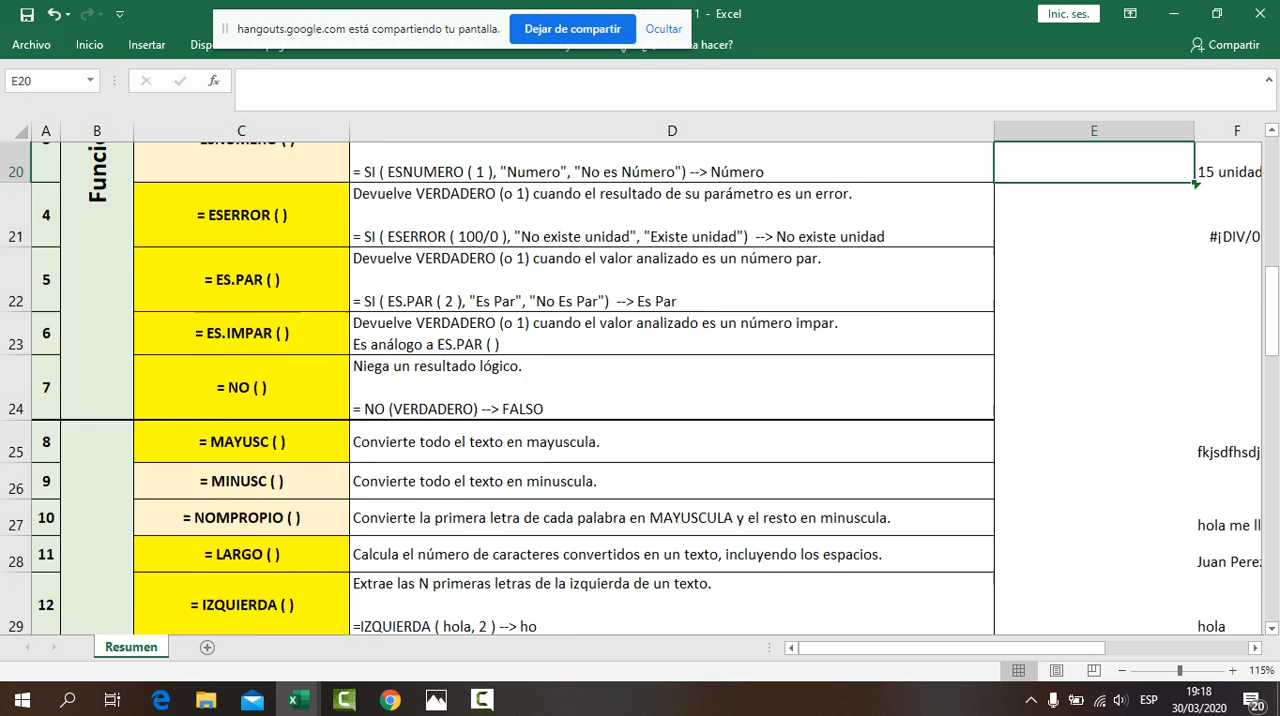 hangouts.google.com está compartiendo tu pantalla.
Dejar de compartir
Ocultar
1 - Excel
Inic. ses.
Archivo
Inicio
Insertar
hacer?
Compartir
E20
fx
A
B
C
D
E
F
Funcio
20
= SI ( ESNUMERO ( 1 ), "Numero", "No es Número") --> Número
15 unidad
21
4
= ESERROR ( )
Devuelve VERDADERO (o 1) cuando el resultado de su parámetro es un error.
= SI ( ESERROR ( 100/0 ), "No existe unidad", "Existe unidad")  --> No existe unidad
#¡DIV/0
22
5
= ES.PAR ( )
Devuelve VERDADERO (o 1) cuando el valor analizado es un número par.
= SI ( ES.PAR ( 2 ), "Es Par", "No Es Par")  --> Es Par
23
6
= ES.IMPAR ( )
Devuelve VERDADERO (o 1) cuando el valor analizado es un número impar.
Es análogo a ES.PAR ( )
24
7
= NO ( )
Niega un resultado lógico.
= NO (VERDADERO) --> FALSO
25
8
= MAYUSC ( )
Convierte todo el texto en mayuscula.
fkjsdfhsdj
26
9
= MINUSC ( )
Convierte todo el texto en minuscula.
27
10
= NOMPROPIO ( )
Convierte la primera letra de cada palabra en MAYUSCULA y el resto en minuscula.
hola me ll
28
11
= LARGO ( )
Calcula el número de caracteres convertidos en un texto, incluyendo los espacios.
Juan Perez
29
12
= IZQUIERDA ( )
Extrae las N primeras letras de la izquierda de un texto.
=IZQUIERDA ( hola, 2 ) --> ho
hola
Resumen
115%
ESP
19:18
30/03/2020
20